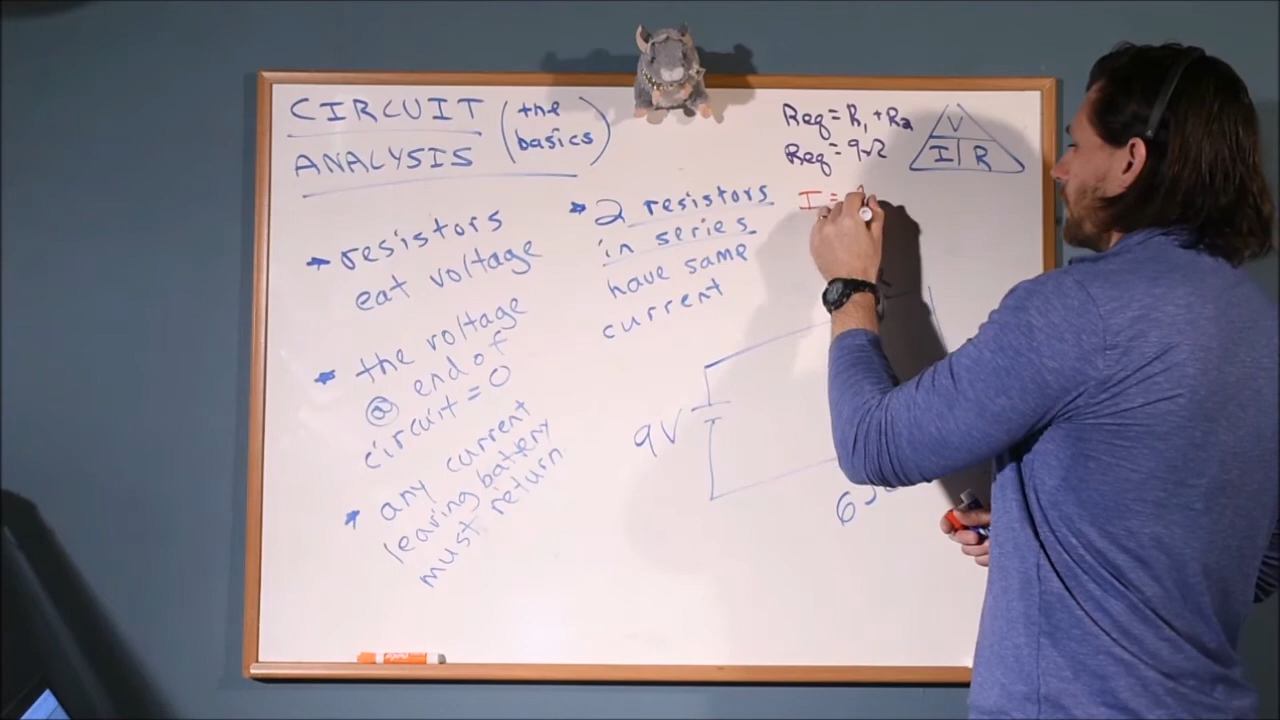 CIRCUIT
ANALYSIS
(the
basics)
resistors
eat voltage
the voltage
@ end of
circuit = 0
any current
leaving battery
must return
2 resistors
in series
have same
current
Req = R1 + R2
Req = 9Ω
I =
V
I R
9V
6